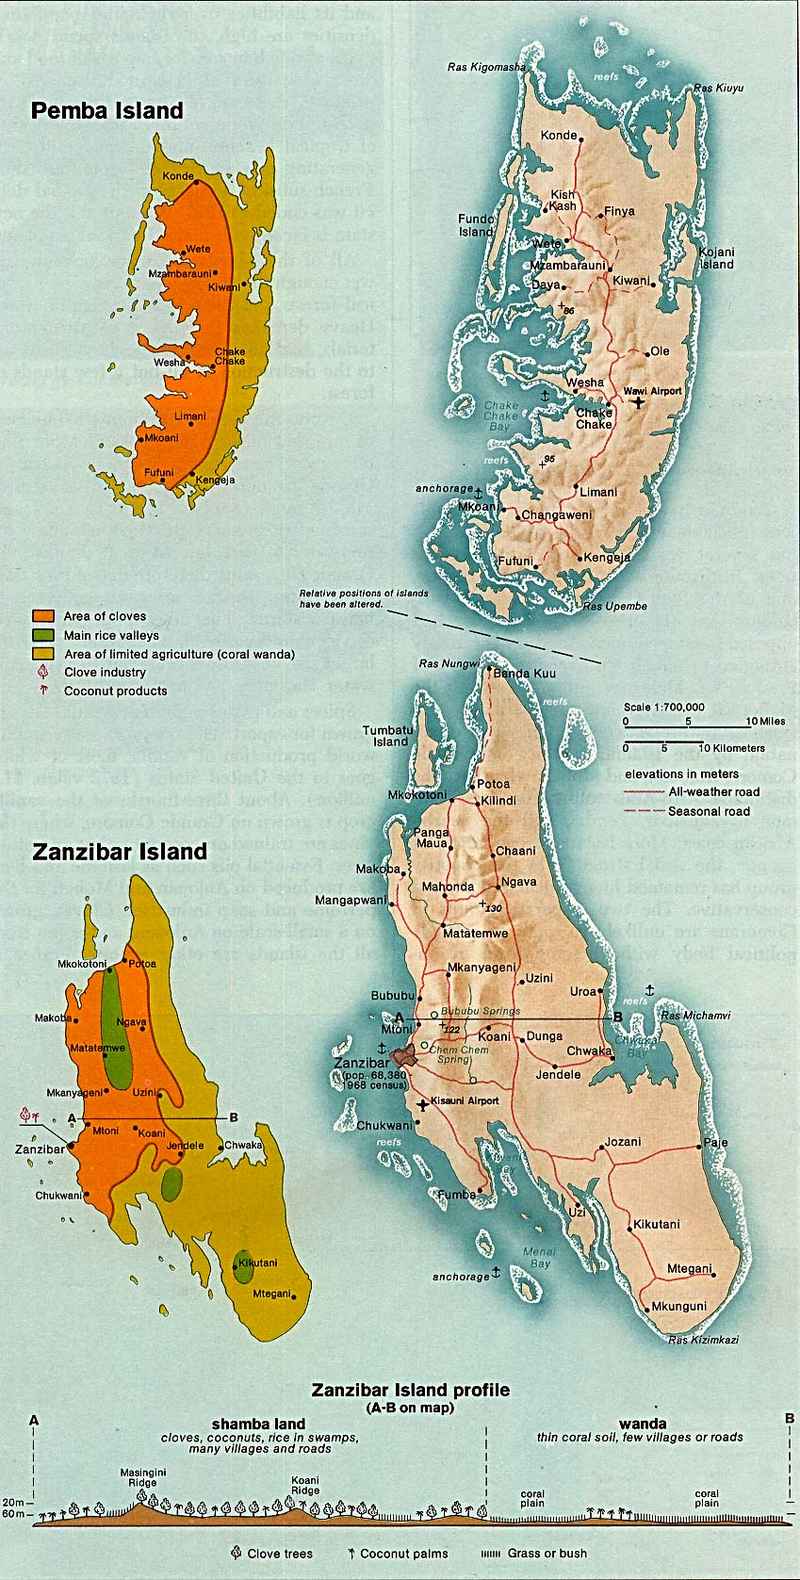 Pemba Island
Konde
Wete
Mzambarauni
Kiwani
Chake
Chake
Wesha
Limani
Mkoani
Fufuni
Kengeja
Ras Kigomasha
reefs
Ras Kiuyu
Konde
Kish
Kash
Finya
Fundo
Island
Wete
Mzambarauni
Kojani
Island
Daya
Kiwani
86
Ole
Wesha
Wawi Airport
Chake
Chake
Bay
Chake
Chake
reefs
95
anchorage
Limani
Mkoani
Changaweni
Fufuni
Kengeja
Ras Upembe
Relative positions of islands
have been altered.
Area of cloves
Main rice valleys
Area of limited agriculture (coral wanda)
Clove industry
Coconut products
Ras Nungwi
Banda Kuu
reefs
Tumbatu
Island
Scale 1:700,000
0 5 10 Miles
0 5 10 Kilometers
elevations in meters
All-weather road
Seasonal road
Potoa
Mkokotoni
Kilindi
Panga
Maua
Chaani
Makoba
Mahonda
Ngava
Mangapwani
130
Matatemwe
Mkanyageni
Uzini
Bububu
Uroa
Bububu Springs
reefs
Ras Michamvi
A
B
Mtoni
122
Koani
Dunga
Chwaka
Bay
Chem Chem
Spring
Chwaka
Zanzibar
(pop. 68,380-
1968 census)
Jendele
Kisauni Airport
Chukwani
reefs
Jozani
Paje
Fumba
Uzi
Kikutani
Menai
Bay
anchorage
Mtegani
Mkunguni
Ras Kizimkazi
Zanzibar Island
Mkokotoni
Potoa
Makoba
Ngava
Matatemwe
Mkanyageni
Uzini
A
B
Mtoni
Koani
Zanzibar
Jendele
Chwaka
Chukwani
Kikutani
Mtegani
Zanzibar Island profile
(A-B on map)
A
B
shamba land
cloves, coconuts, rice in swamps,
many villages and roads
wanda
thin coral soil, few villages or roads
Masingini
Ridge
Koani
Ridge
coral
plain
coral
plain
20m
60m
Clove trees
Coconut palms
Grass or bush